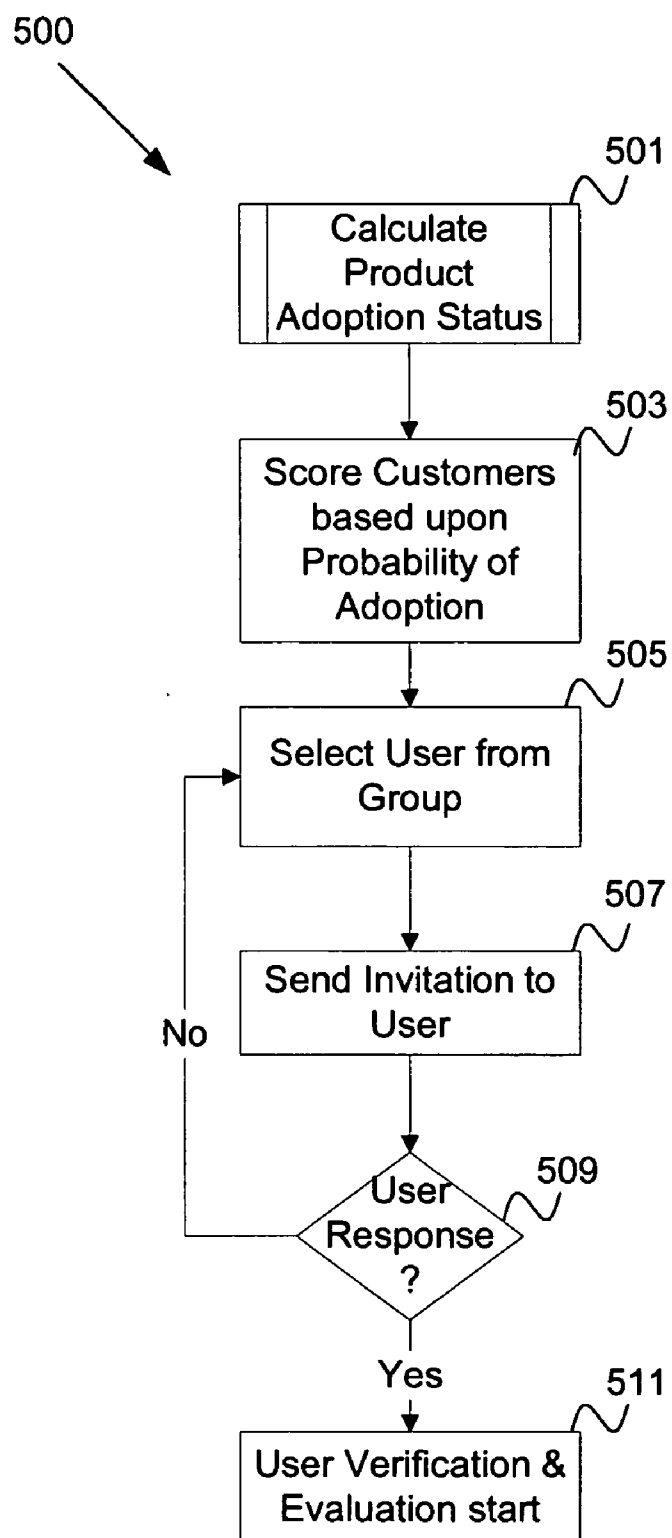 500
501
Calculate
Product
Adoption Status
503
Score Customers
based upon
Probability of
Adoption
505
Select User from
Group
507
Send Invitation to
User
No
509
User
Response
?
Yes
511
User Verification &
Evaluation start